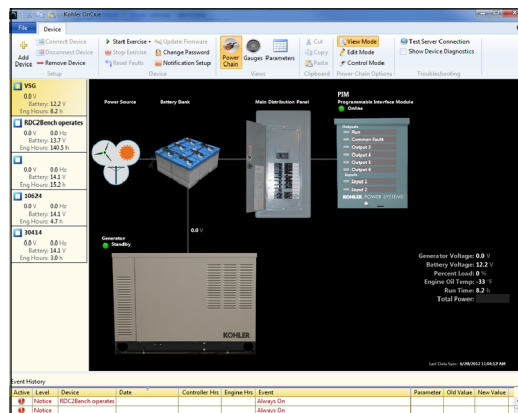 Kohler OnCue
File Device
Add Device
Connect Device
Disconnect Device
Remove Device
Setup
Start Exercise
Stop Exercise
Reset Faults
Update Firmware
Change Password
Notification Setup
Device
Power Chain
Gauges
Parameters
Views
Cut
Copy
Paste
Clipboard
View Mode
Edit Mode
Control Mode
Power Chain Options
Test Server Connection
Show Device Diagnostics
Troubleshooting
VSG
0.0 V
Battery: 12.2 V
Eng Hours: 8.2 h
RDC2Bench operates
0.0 V 0.0 Hz
Battery: 13.7 V
Eng Hours: 140.5 h
0.0 V 0.0 Hz
Battery: 14.1 V
Eng Hours: 15.2 h
10624
0.0 V 0.0 Hz
Battery: 14.1 V
Eng Hours: 4.7 h
30414
0.0 V 0.0 Hz
Battery: 14.1 V
Eng Hours: 3.0 h
Power Source
Battery Bank
Main Distribution Panel
PIM
Programmable Interface Module
Online
Outputs
Run
Common Fault
Output 3
Output 4
Output 5
Output 6
Inputs
Input 1
Input 2
KOHLER POWER SYSTEMS
0.0 V
Generator
Standby
KOHLER
Generator Voltage: 0.0 V
Battery Voltage: 12.2 V
Percent Load: 0 %
Engine Oil Temp: -33 °F
Run Time: 8.2 h
Total Power:
Last Data Sync: 6/28/2012 11:04:12 AM
Event History
Active Level Device Date Controller Hrs Engine Hrs Event Parameter Old Value New Value
Notice RDC2Bench operates Always On
Notice Always On